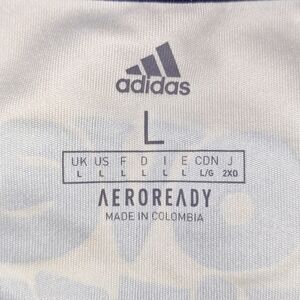 adidas
L
UK US F D I E CDN J
L L L L L L L/G 2XO
AEROREADY
MADE IN COLOMBIA